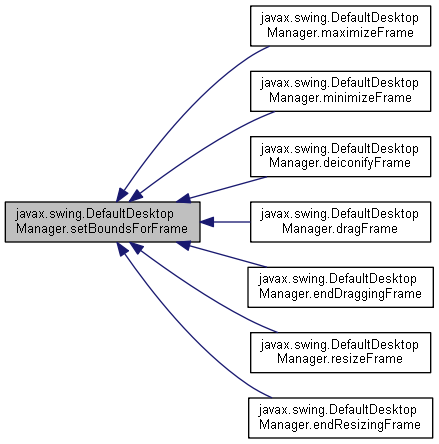 javax.swing.DefaultDesktop
Manager.setBoundsForFrame
javax.swing.DefaultDesktop
Manager.maximizeFrame
javax.swing.DefaultDesktop
Manager.minimizeFrame
javax.swing.DefaultDesktop
Manager.deiconifyFrame
javax.swing.DefaultDesktop
Manager.dragFrame
javax.swing.DefaultDesktop
Manager.endDraggingFrame
javax.swing.DefaultDesktop
Manager.resizeFrame
javax.swing.DefaultDesktop
Manager.endResizingFrame